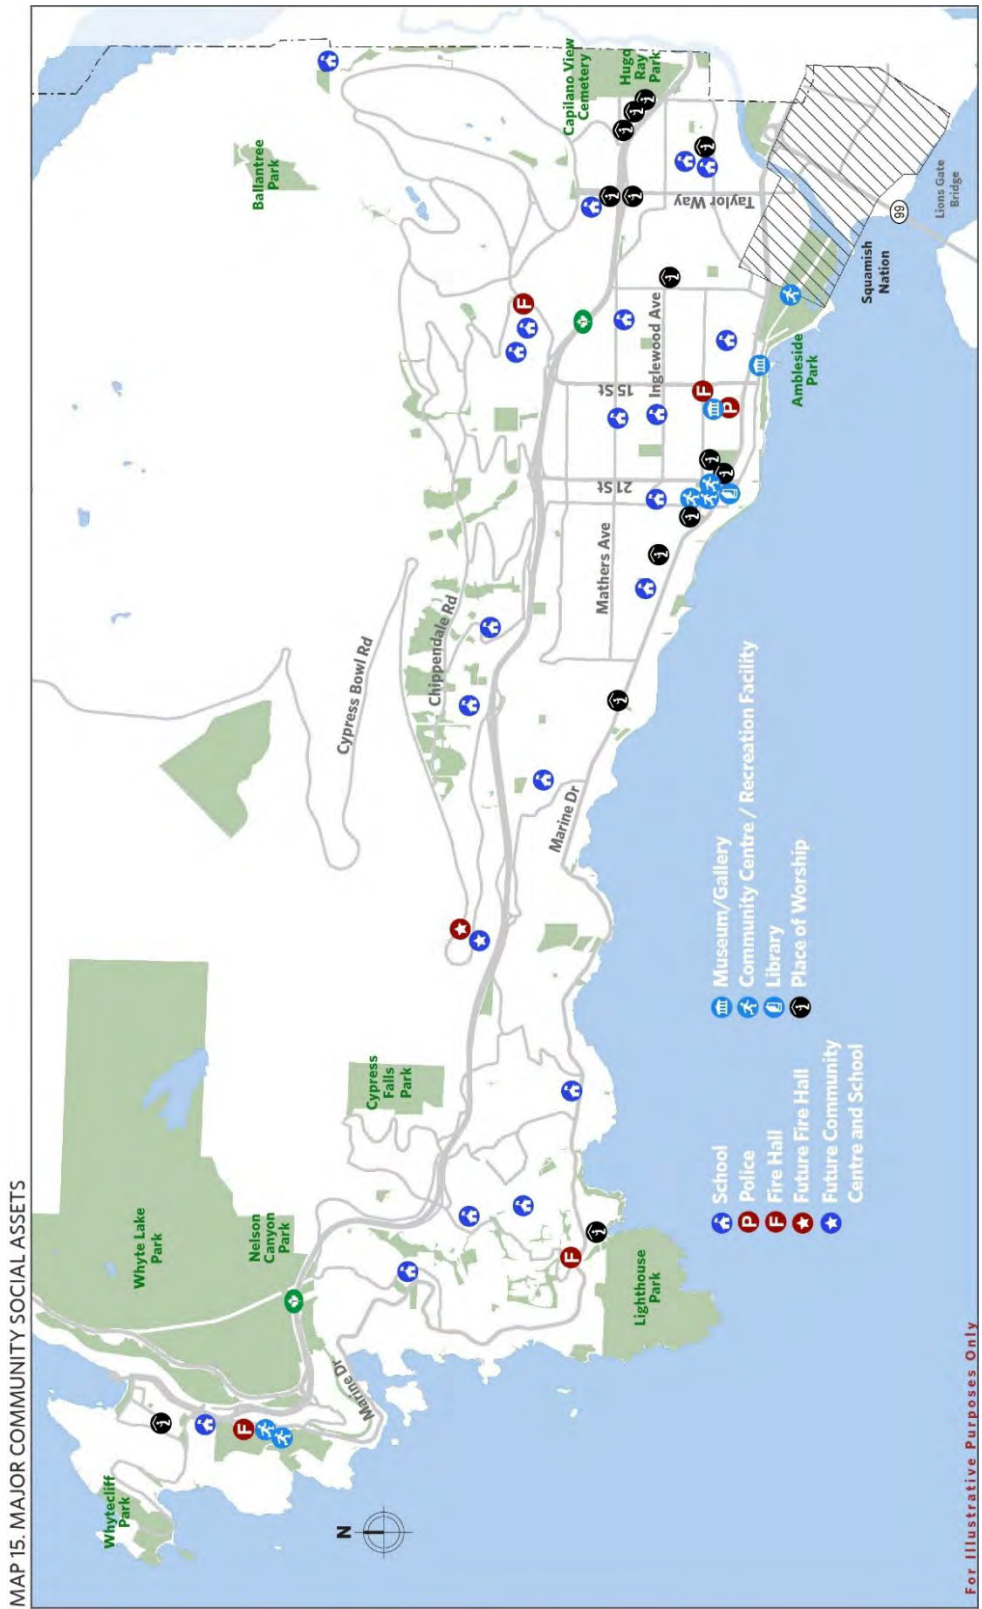 MAP 15. MAJOR COMMUNITY SOCIAL ASSETS
Whytecliff
Park
Whyte Lake
Park
Nelson
Canyon
Park
Cypress
Falls
Park
Ballantree
Park
Capilano View
Cemetery
Hugo
Ray
Park
Cypress Bowl Rd
Chippendale Rd
Mathers Ave
21 St
15 St
Inglewood Ave
Taylor Way
Marine Dr
Marine Dr
Lighthouse
Park
Ambleside
Park
Squamish
Nation
99
Lions Gate
Bridge
N
F
F
F
F
P
School
P Police
F Fire Hall
Future Fire Hall
Future Community
Centre and School
Museum/Gallery
Community Centre / Recreation Facility
Library
Place of Worship
For Illustrative Purposes Only